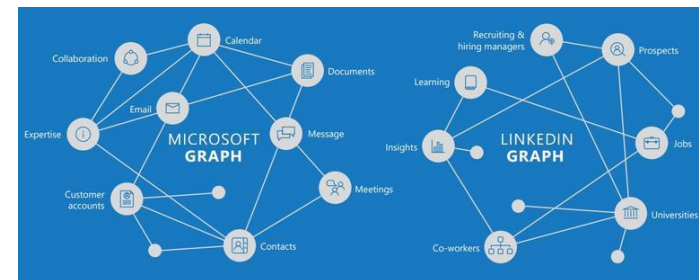 Calendar
Collaboration
Documents
Email
Expertise
MICROSOFT
GRAPH
Message
Customer
accounts
Meetings
Contacts
Recruiting &
hiring managers
Prospects
Learning
Insights
LINKEDIN
GRAPH
Jobs
Universities
Co-workers